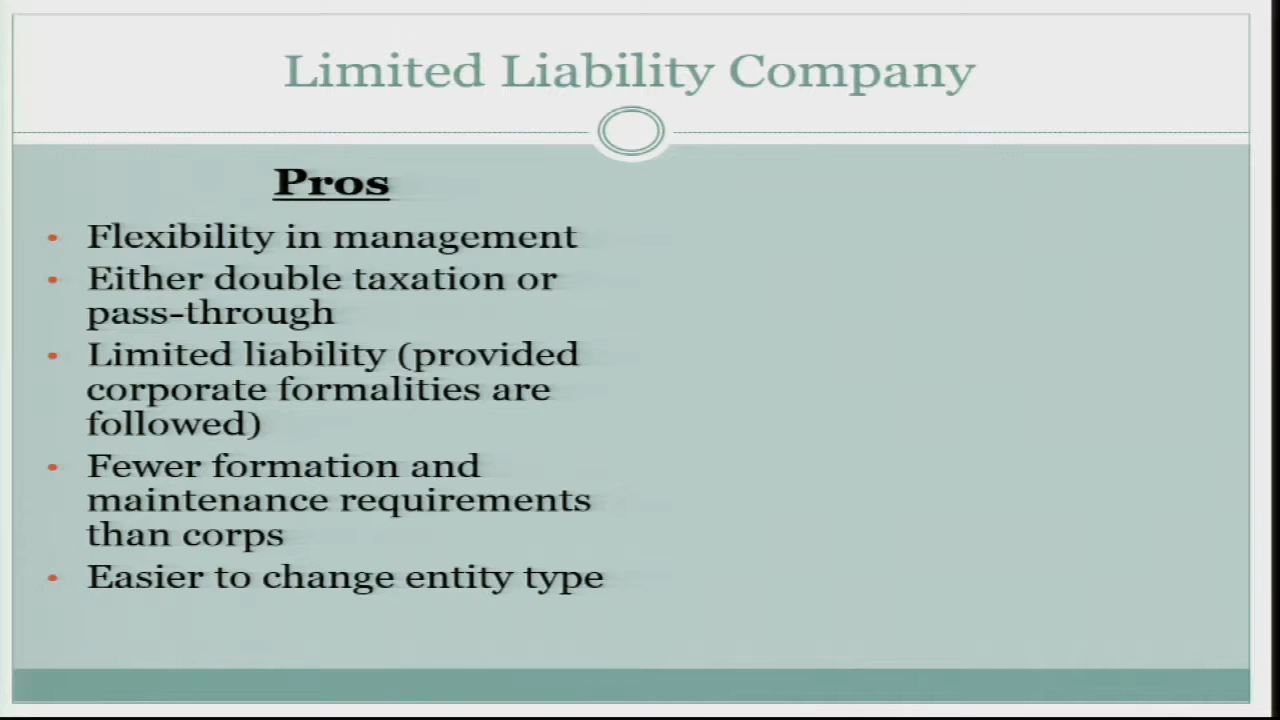 Limited Liability Company
Pros
• Flexibility in management
• Either double taxation or
pass-through
• Limited liability (provided
corporate formalities are
followed)
• Fewer formation and
maintenance requirements
than corps
• Easier to change entity type